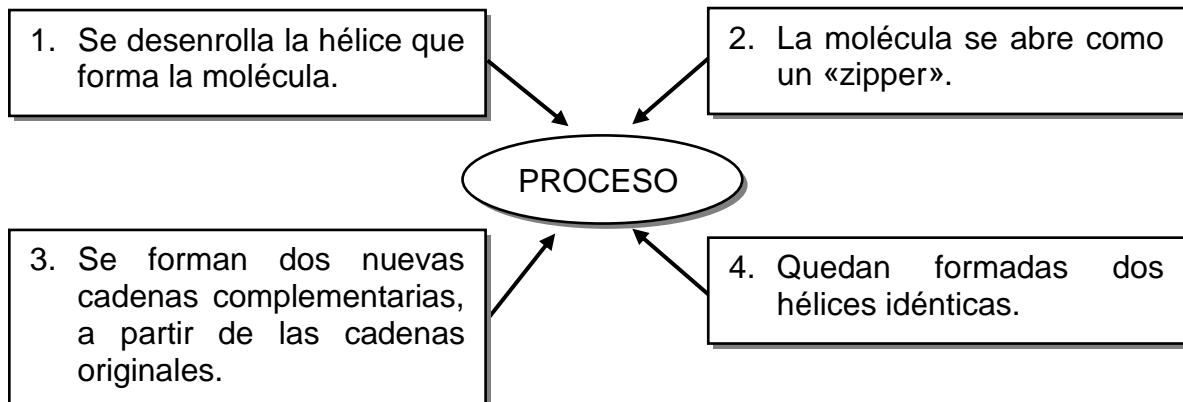 1. Se desenrolla la hélice que
forma la molécula.
2. La molécula se abre como
un «zipper».
PROCESO
3. Se forman dos nuevas
cadenas complementarias,
a partir de las cadenas
originales.
4. Quedan formadas dos
hélices idénticas.